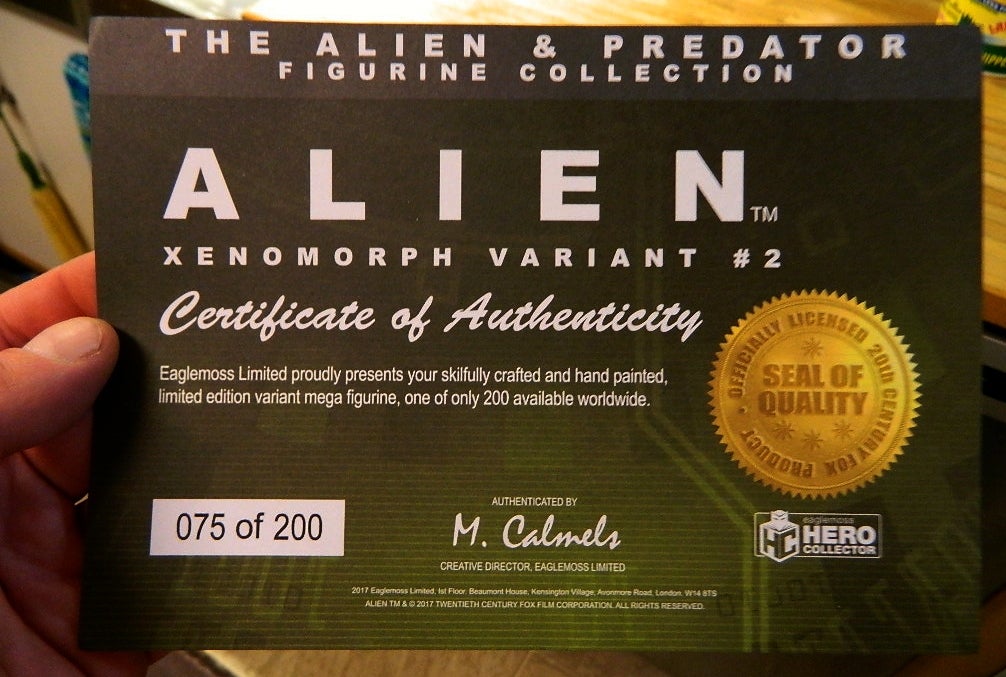 THE ALIEN & PREDATOR
FIGURINE COLLECTION
ALIEN™
XENOMORPH VARIANT #2
Certificate of Authenticity
Eaglemoss Limited proudly presents your skilfully crafted and hand painted,
limited edition variant mega figurine, one of only 200 available worldwide.
• OFFICIALLY LICENSED 20TH CENTURY FOX PRODUCT
SEAL OF
QUALITY
075 of 200
AUTHENTICATED BY
M. Calmels
CREATIVE DIRECTOR, EAGLEMOSS LIMITED
eaglemoss
HERO
COLLECTOR
2017 Eaglemoss Limited, 1st Floor, Beaumont House, Kensington Village, Avonmore Road, London, W14 8TS
ALIEN TM & © 2017 TWENTIETH CENTURY FOX FILM CORPORATION. ALL RIGHTS RESERVED.